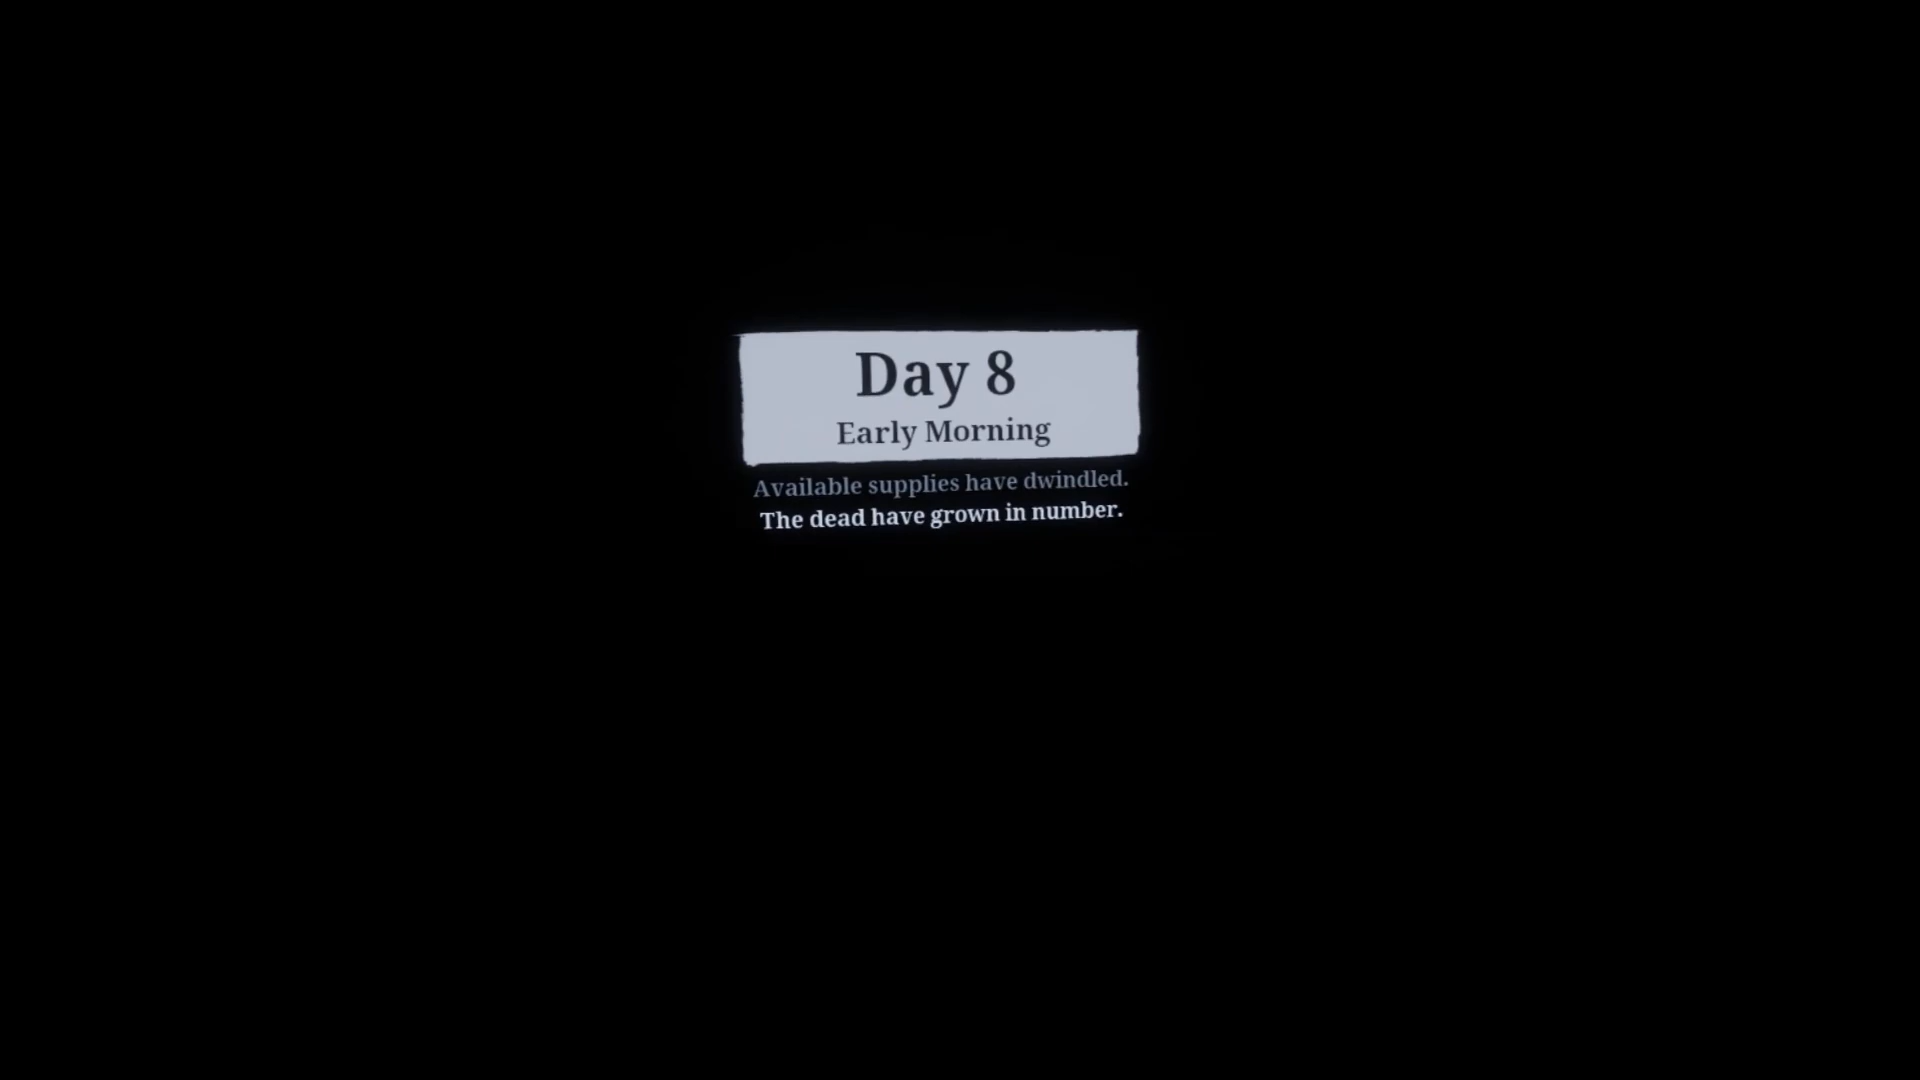 Day 8
Early Morning
Available supplies have dwindled.
The dead have grown in number.